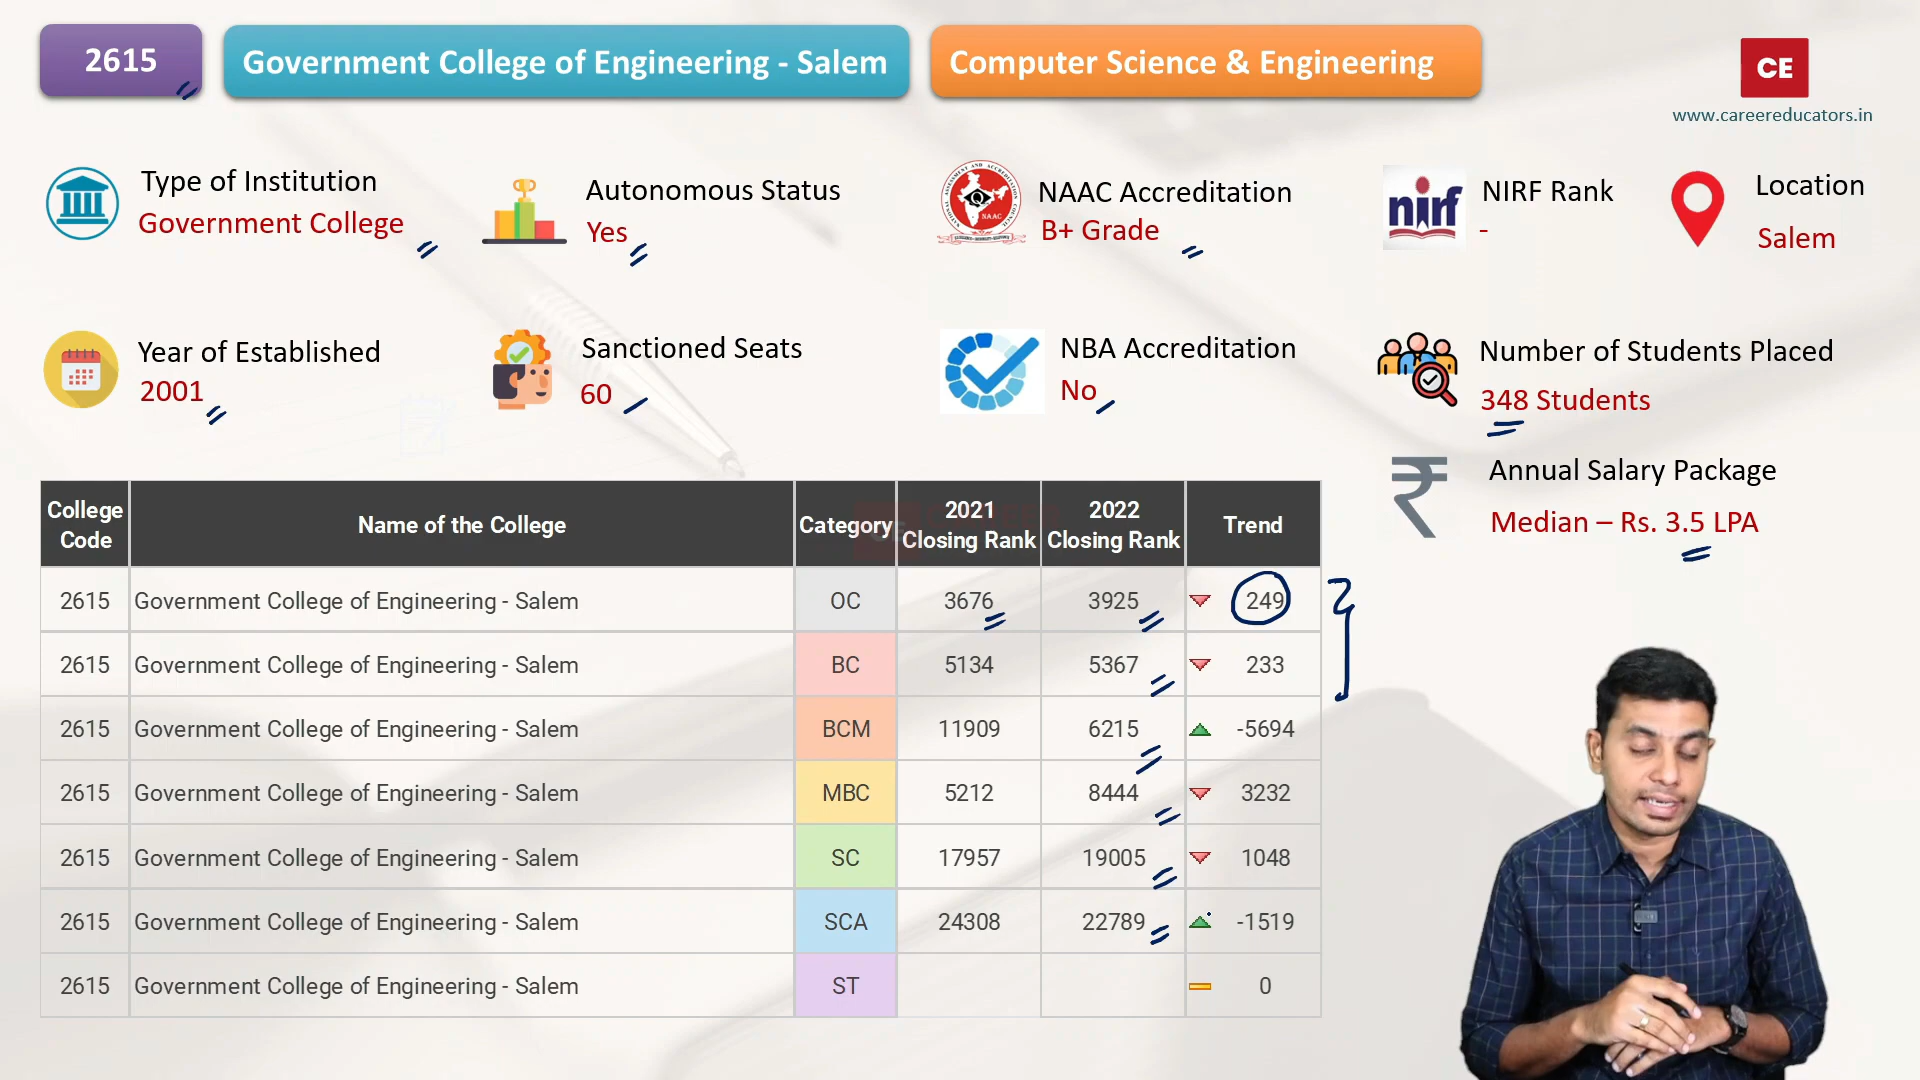 2615
Government College of Engineering - Salem
Computer Science & Engineering
CE
www.careereducators.in
Type of Institution
Government College
Autonomous Status
Yes
NAAC
NAAC Accreditation
B+ Grade
nirf
NIRF Rank
-
Location
Salem
Year of Established
2001
Sanctioned Seats
60
NBA Accreditation
No
Number of Students Placed
348 Students
Annual Salary Package
Median – Rs. 3.5 LPA
College Code Name of the College Category 2021 Closing Rank 2022 Closing Rank Trend
2615 Government College of Engineering - Salem OC 3676 3925 249
2615 Government College of Engineering - Salem BC 5134 5367 233
2615 Government College of Engineering - Salem BCM 11909 6215 -5694
2615 Government College of Engineering - Salem MBC 5212 8444 3232
2615 Government College of Engineering - Salem SC 17957 19005 1048
2615 Government College of Engineering - Salem SCA 24308 22789 -1519
2615 Government College of Engineering - Salem ST 0